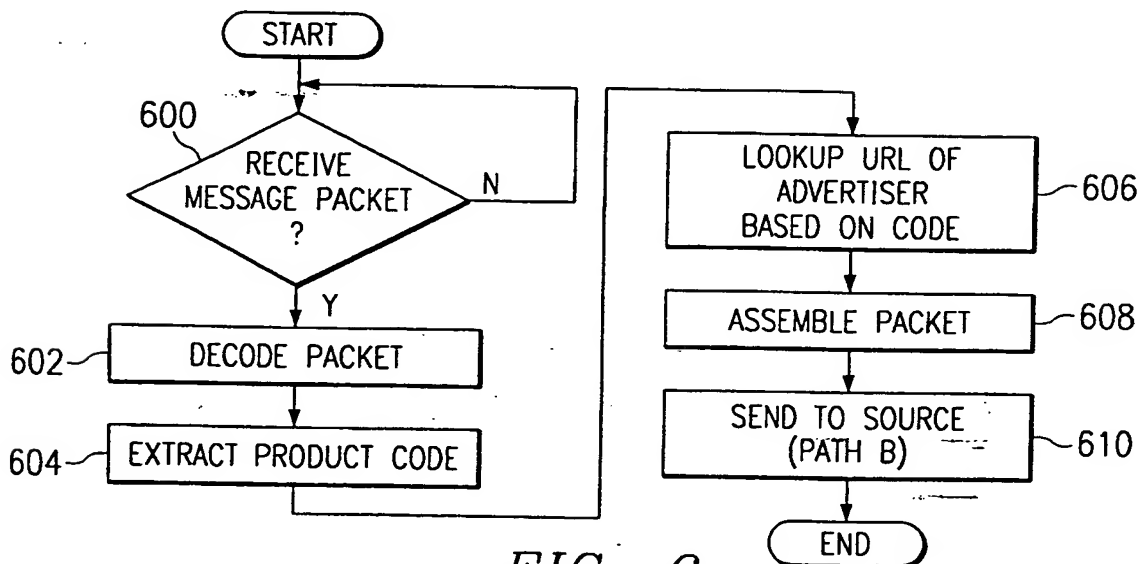 START
600
RECEIVE
MESSAGE PACKET
?
N
Y
602
DECODE PACKET
604
EXTRACT PRODUCT CODE
LOOKUP URL OF
ADVERTISER
BASED ON CODE
606
ASSEMBLE PACKET
608
SEND TO SOURCE
(PATH B)
610
END
FIG.